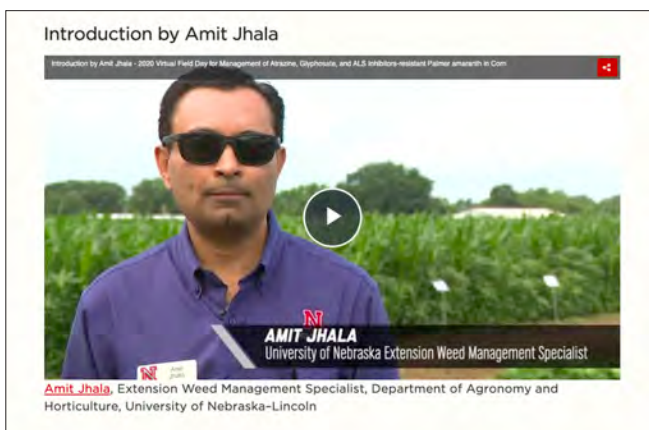 Introduction by Amit Jhala
Introduction by Amit Jhala - 2020 Virtual Field Day for Management of Atrazine, Glyphosate, and ALS Inhibitors-resistant Palmer amaranth in Corn
N
AMIT JHALA
University of Nebraska Extension Weed Management Specialist
N
Amit
Jhala
Amit Jhala, Extension Weed Management Specialist, Department of Agronomy and
Horticulture, University of Nebraska–Lincoln